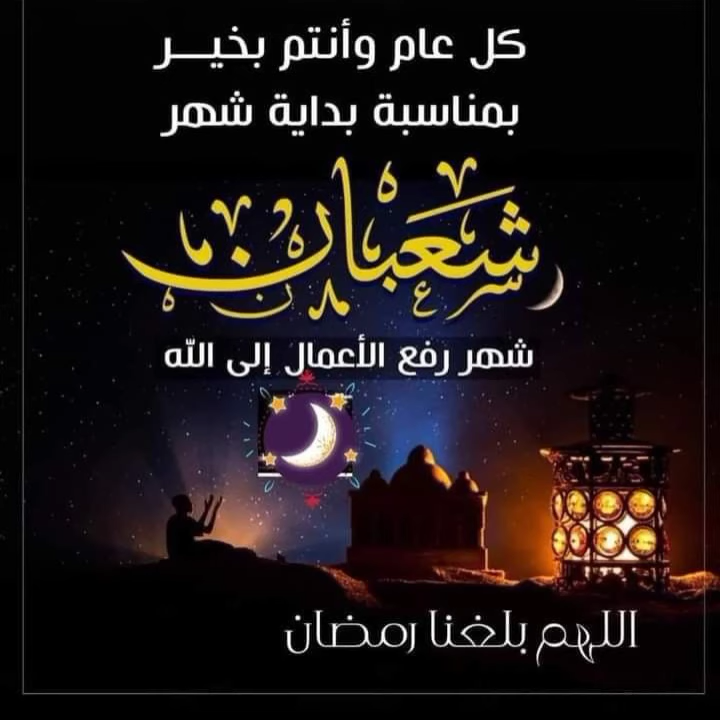 كل عام وأنتم بخيـــر
بمناسبة بداية شهر
شعبان
شهر رفع الأعمال إلى الله
اللهم بلغنا رمضان